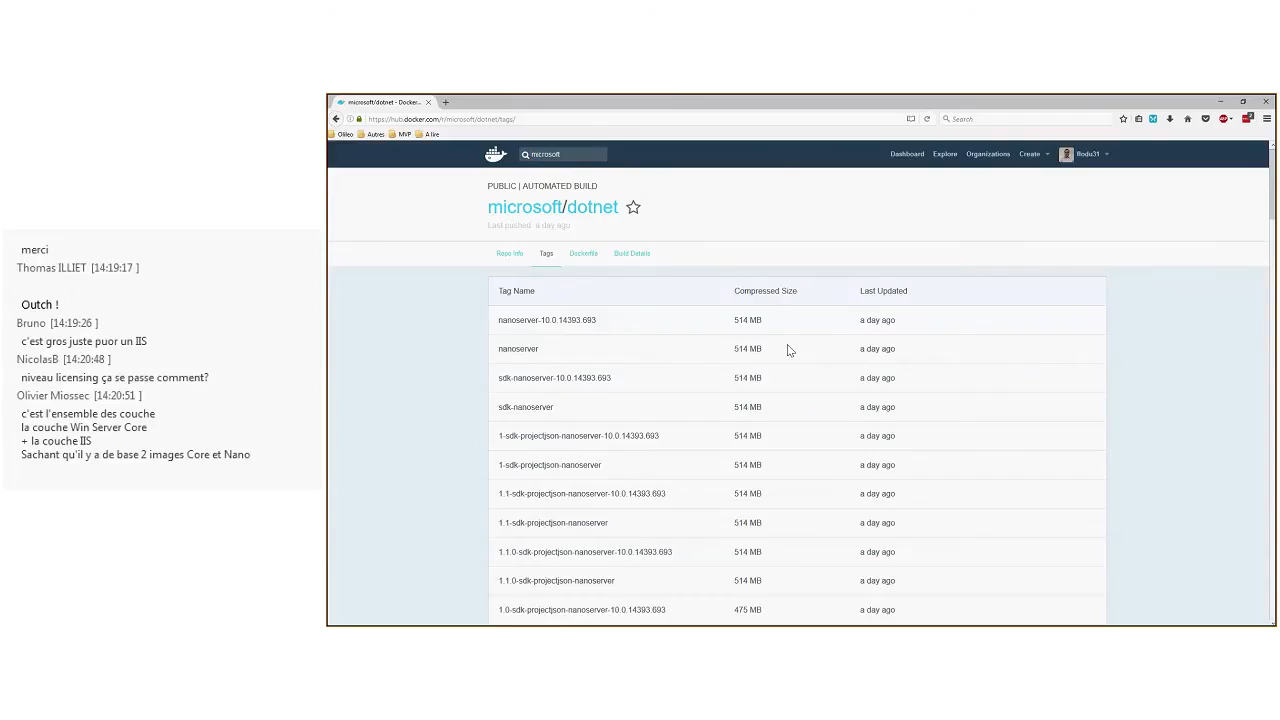 merci
Thomas ILLIET [14:19:17 ]
Outch !
Bruno [14:19:26 ]
c'est gros juste puor un IIS
NicolasB [14:20:48 ]
niveau licensing ça se passe comment?
Olivier Miossec [14:20:51 ]
c'est l'ensemble des couche
la couche Win Server Core
+ la couche IIS
Sachant qu'il y a de base 2 images Core et Nano
microsoft/dotnet - Docker...
https://hub.docker.com/r/microsoft/dotnet/tags/
Search
Olileo Autres MVP A lire
microsoft
Dashboard Explore Organizations Create flodu31
PUBLIC | AUTOMATED BUILD
microsoft/dotnet
Last pushed: a day ago
Repo Info Tags Dockerfile Build Details
Tag Name Compressed Size Last Updated
nanoserver-10.0.14393.693 514 MB a day ago
nanoserver 514 MB a day ago
sdk-nanoserver-10.0.14393.693 514 MB a day ago
sdk-nanoserver 514 MB a day ago
1-sdk-projectjson-nanoserver-10.0.14393.693 514 MB a day ago
1-sdk-projectjson-nanoserver 514 MB a day ago
1.1-sdk-projectjson-nanoserver-10.0.14393.693 514 MB a day ago
1.1-sdk-projectjson-nanoserver 514 MB a day ago
1.1.0-sdk-projectjson-nanoserver-10.0.14393.693 514 MB a day ago
1.1.0-sdk-projectjson-nanoserver 514 MB a day ago
1.0-sdk-projectjson-nanoserver-10.0.14393.693 475 MB a day ago